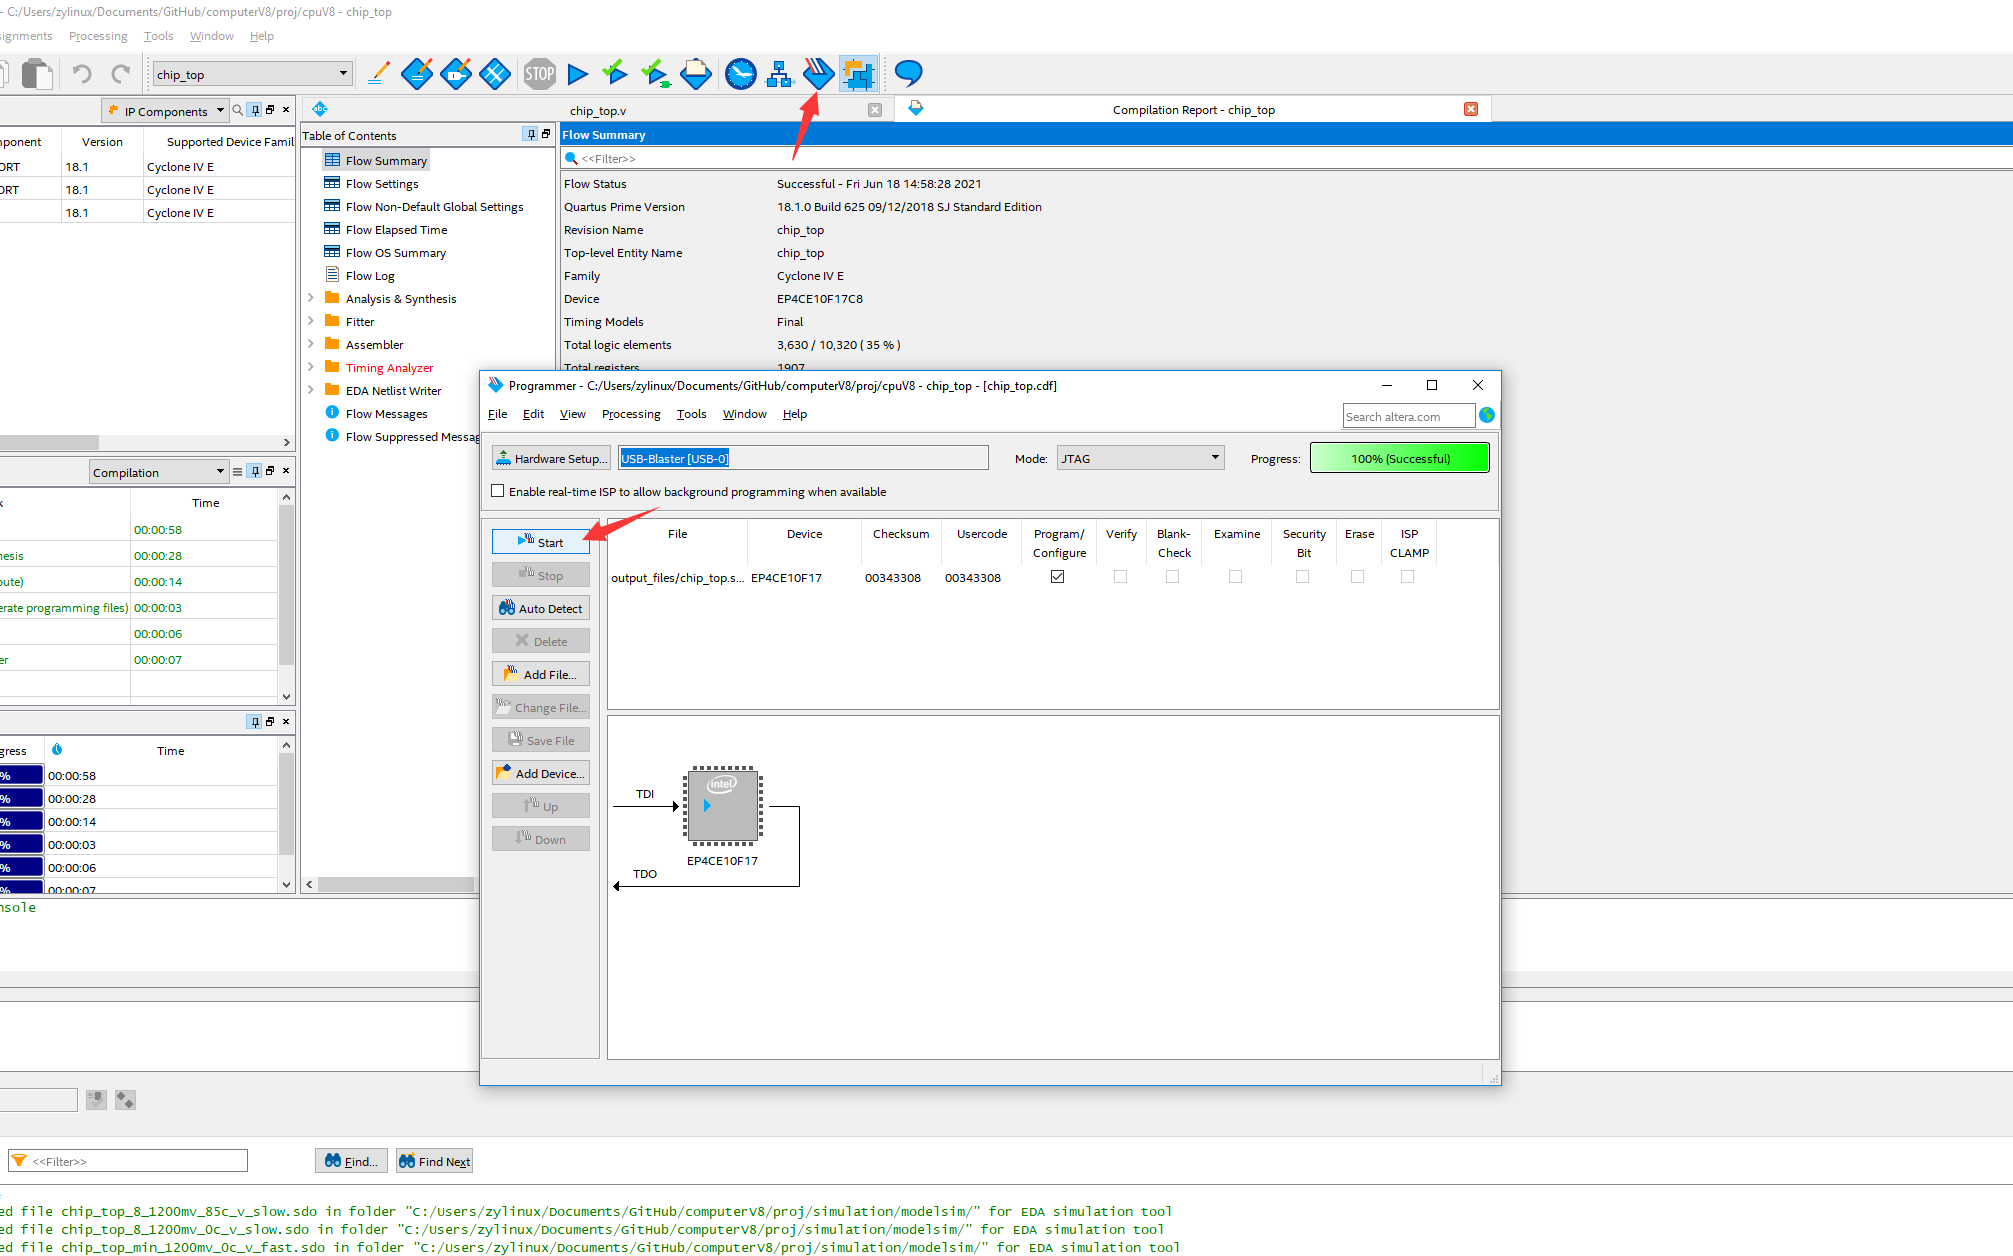 - C:/Users/zylinux/Documents/GitHub/computerV8/proj/cpuV8 - chip_top
signments Processing Tools Window Help
chip_top
STOP
IP Components
ponent Version Supported Device Famil
ORT 18.1 Cyclone IV E
ORT 18.1 Cyclone IV E
18.1 Cyclone IV E
Compilation
k Time
00:00:58
hesis 00:00:28
oute) 00:00:14
erate programming files) 00:00:03
00:00:06
er 00:00:07
gress Time
% 00:00:58
% 00:00:28
% 00:00:14
% 00:00:03
% 00:00:06
% 00:00:07
abc chip_top.v
Compilation Report - chip_top
Table of Contents
Flow Summary
Flow Settings
Flow Non-Default Global Settings
Flow Elapsed Time
Flow OS Summary
Flow Log
Analysis & Synthesis
Fitter
Assembler
Timing Analyzer
EDA Netlist Writer
Flow Messages
Flow Suppressed Messag
Flow Summary
<<Filter>>
Flow Status Successful - Fri Jun 18 14:58:28 2021
Quartus Prime Version 18.1.0 Build 625 09/12/2018 SJ Standard Edition
Revision Name chip_top
Top-level Entity Name chip_top
Family Cyclone IV E
Device EP4CE10F17C8
Timing Models Final
Total logic elements 3,630 / 10,320 ( 35 % )
Total registers 1907
Programmer - C:/Users/zylinux/Documents/GitHub/computerV8/proj/cpuV8 - chip_top - [chip_top.cdf]
File Edit View Processing Tools Window Help
Search altera.com
Hardware Setup... USB-Blaster [USB-0] Mode: JTAG Progress: 100% (Successful)
Enable real-time ISP to allow background programming when available
Start
Stop
Auto Detect
Delete
Add File...
Change File...
Save File
Add Device...
Up
Down
File Device Checksum Usercode Program/ Verify Blank- Examine Security Erase ISP
Configure Check Bit CLAMP
output_files/chip_top.s... EP4CE10F17 00343308 00343308
TDI
intel
EP4CE10F17
TDO
nsole
<<Filter>> Find... Find Next
ed file chip_top_8_1200mv_85c_v_slow.sdo in folder "C:/Users/zylinux/Documents/GitHub/computerV8/proj/simulation/modelsim/" for EDA simulation tool
ed file chip_top_8_1200mv_0c_v_slow.sdo in folder "C:/Users/zylinux/Documents/GitHub/computerV8/proj/simulation/modelsim/" for EDA simulation tool
ed file chip_top_min_1200mv_0c_v_fast.sdo in folder "C:/Users/zylinux/Documents/GitHub/computerV8/proj/simulation/modelsim/" for EDA simulation tool